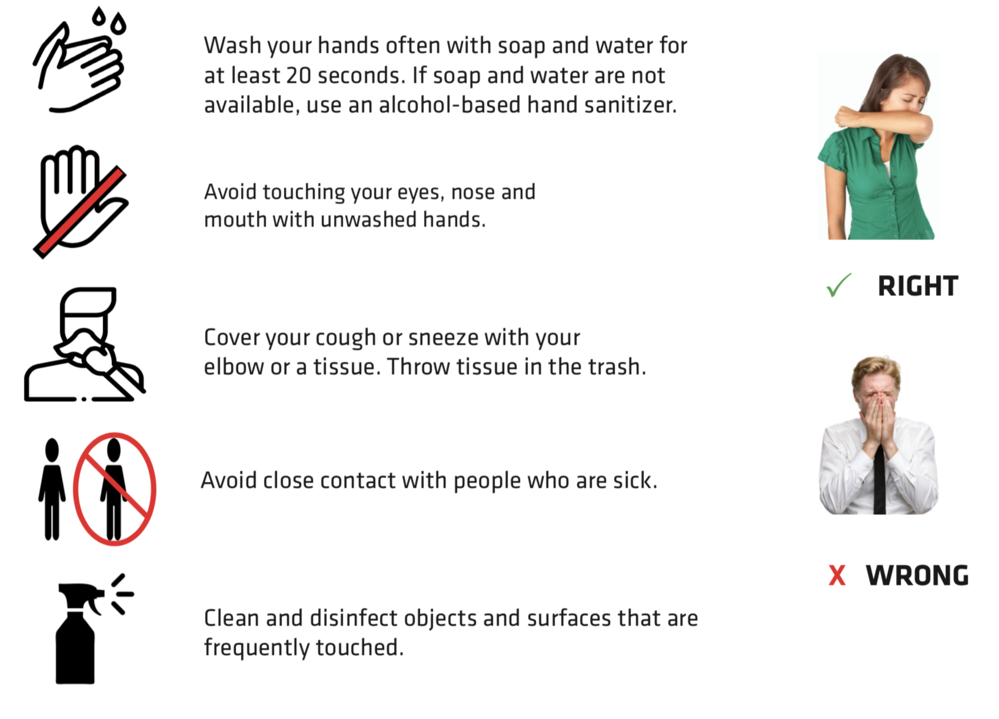 Wash your hands often with soap and water for
at least 20 seconds. If soap and water are not
available, use an alcohol-based hand sanitizer.
Avoid touching your eyes, nose and
mouth with unwashed hands.
Cover your cough or sneeze with your
elbow or a tissue. Throw tissue in the trash.
Avoid close contact with people who are sick.
Clean and disinfect objects and surfaces that are
frequently touched.
RIGHT
X WRONG